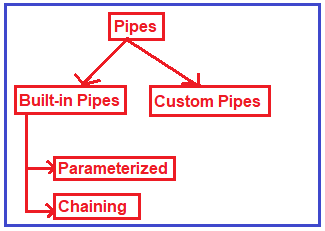 Pipes
Built-in Pipes
Custom Pipes
Parameterized
Chaining